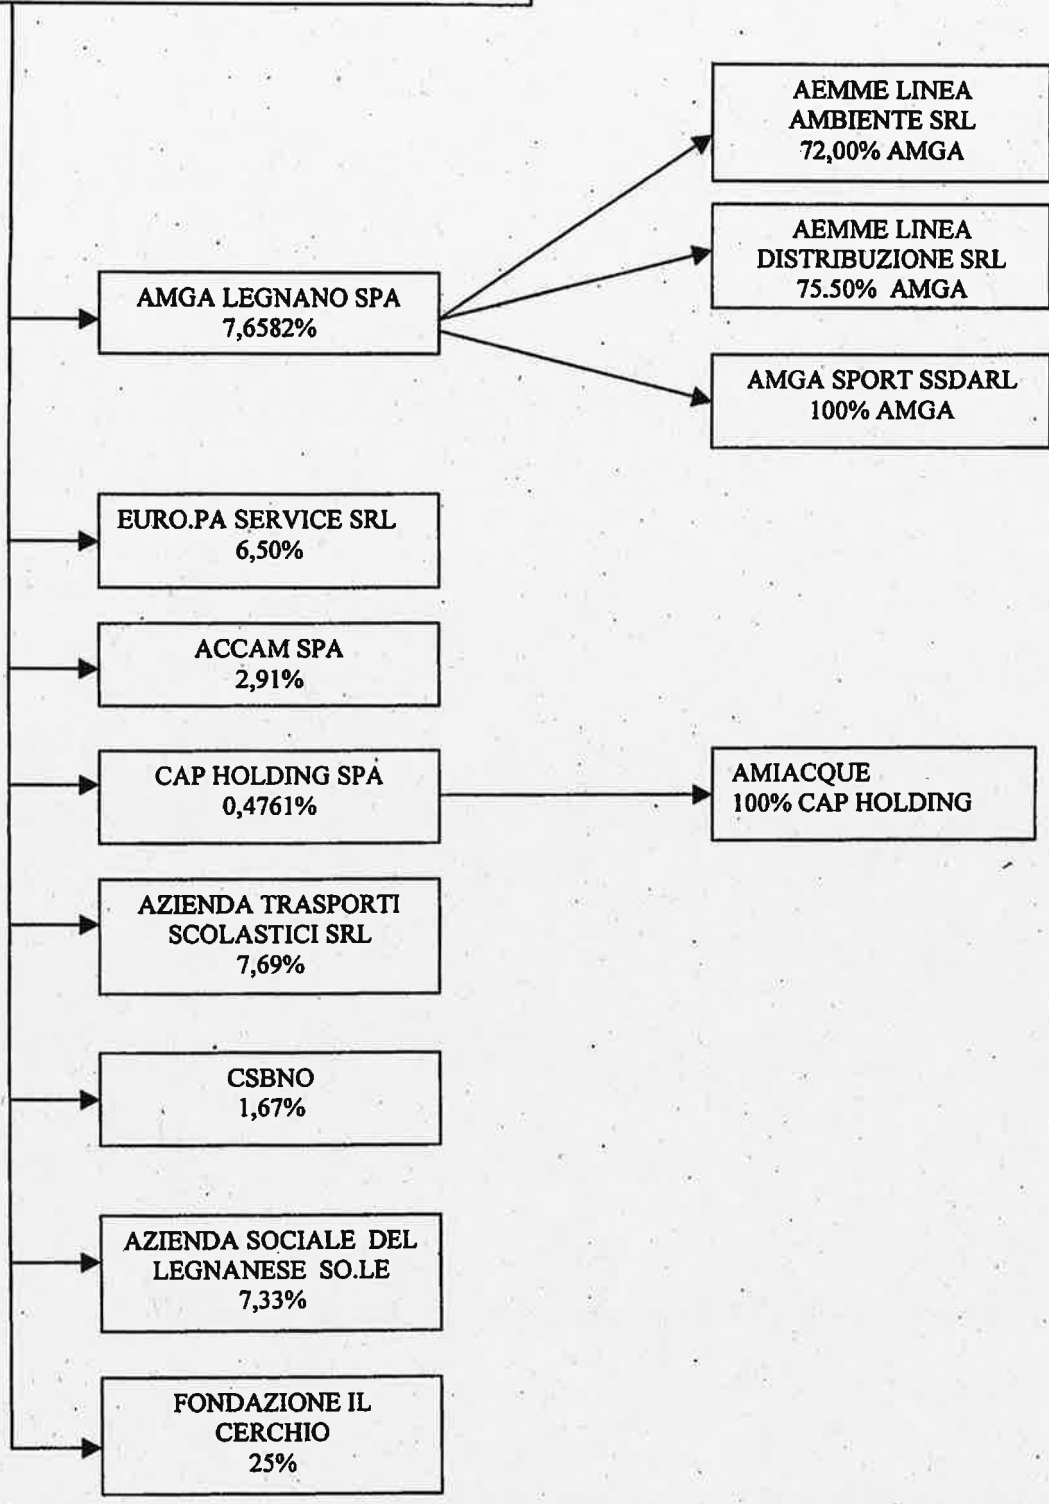 AEMME LINEA
AMBIENTE SRL
72,00% AMGA
AEMME LINEA
DISTRIBUZIONE SRL
75.50% AMGA
AMGA LEGNANO SPA
7,6582%
AMGA SPORT SSDARL
100% AMGA
EURO.PA SERVICE SRL
6,50%
ACCAM SPA
2,91%
CAP HOLDING SPA
0,4761%
AMIACQUE
100% CAP HOLDING
AZIENDA TRASPORTI
SCOLASTICI SRL
7,69%
CSBNO
1,67%
AZIENDA SOCIALE DEL
LEGNANESE SO.LE
7,33%
FONDAZIONE IL
CERCHIO
25%